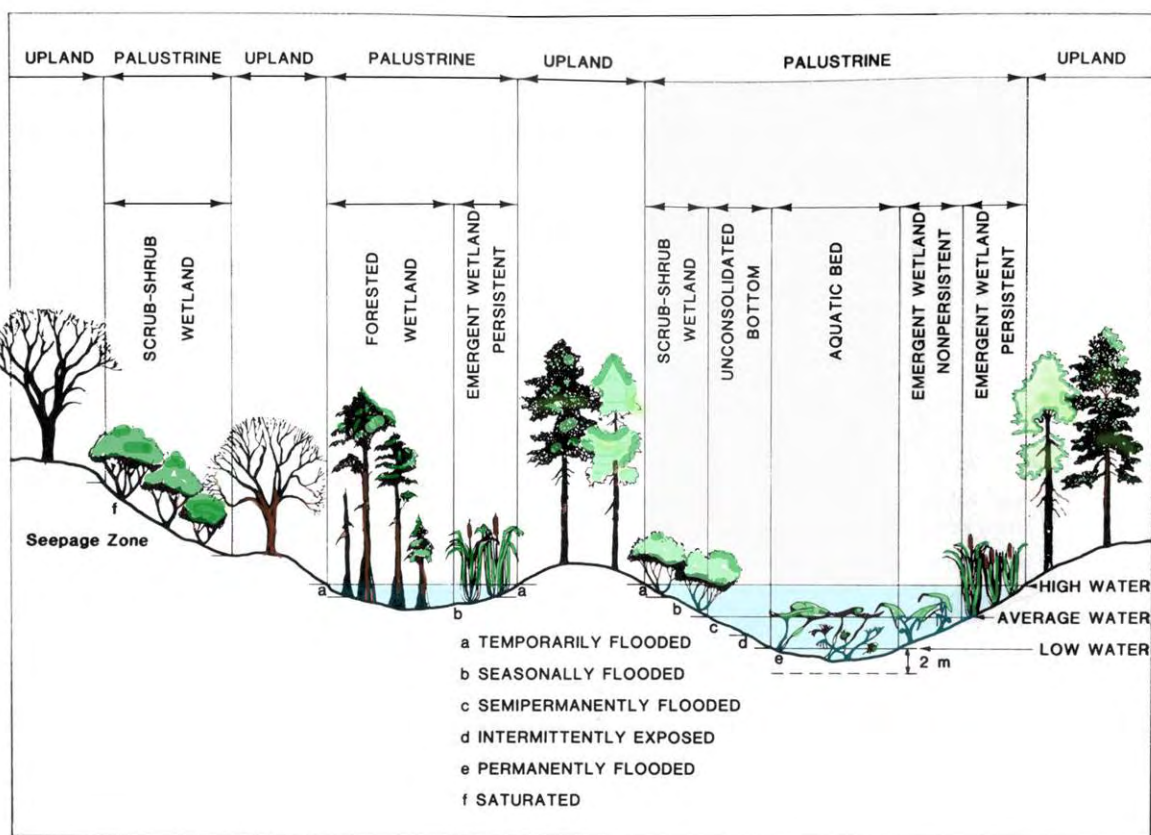 UPLAND PALUSTRINE UPLAND PALUSTRINE UPLAND PALUSTRINE UPLAND
SCRUB-SHRUB
WETLAND
FORESTED
WETLAND
EMERGENT WETLAND
PERSISTENT
SCRUB-SHRUB
WETLAND
UNCONSOLIDATED
BOTTOM
AQUATIC BED
EMERGENT WETLAND
NONPERSISTENT
EMERGENT WETLAND
PERSISTENT
f
Seepage Zone
a
b
a
a
b
c
d
e
HIGH WATER
AVERAGE WATER
LOW WATER
2 m
a TEMPORARILY FLOODED
b SEASONALLY FLOODED
c SEMIPERMANENTLY FLOODED
d INTERMITTENTLY EXPOSED
e PERMANENTLY FLOODED
f SATURATED